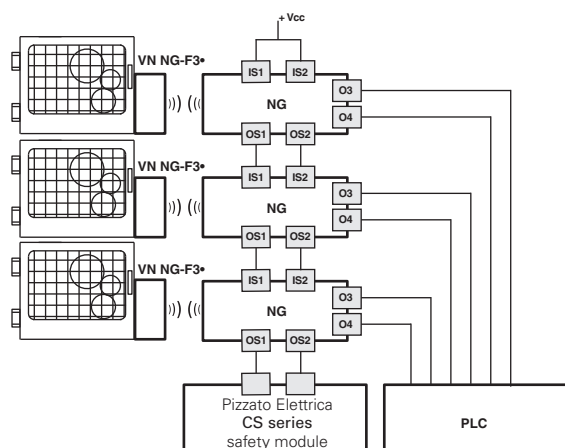 + Vcc
VN NG-F3•
IS1 IS2
NG
O3
O4
OS1 OS2
VN NG-F3•
IS1 IS2
NG
O3
O4
OS1 OS2
VN NG-F3•
IS1 IS2
NG
O3
O4
OS1 OS2
Pizzato Elettrica
CS series
safety module
PLC